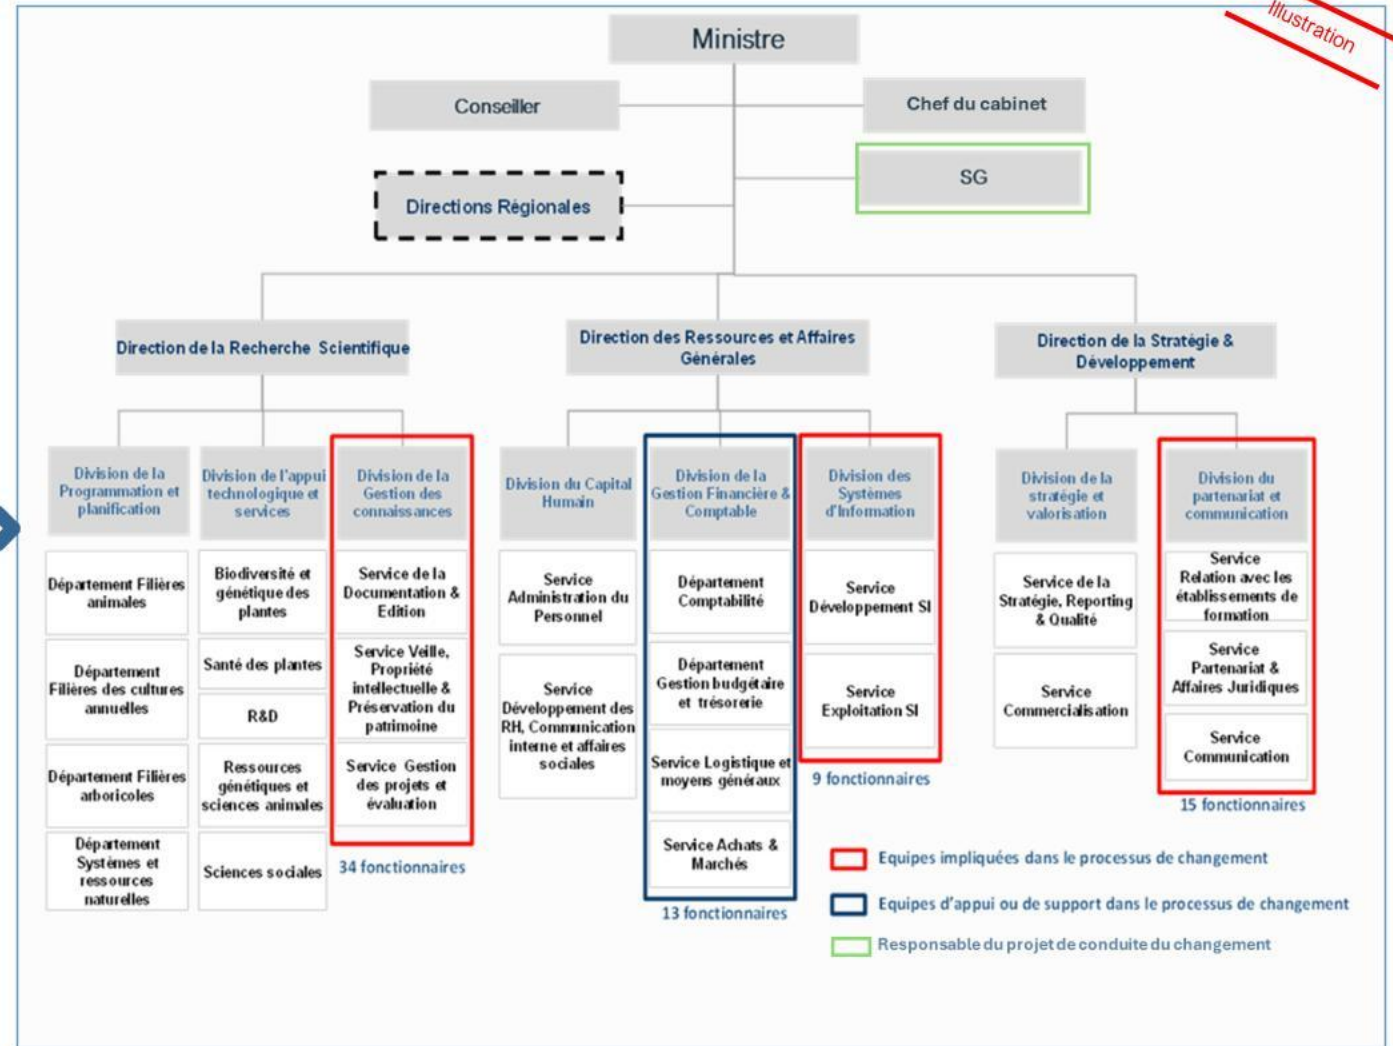 Illustration
Ministre
Conseiller
Chef du cabinet
SG
Directions Régionales
Direction de la Recherche Scientifique
Direction des Ressources et Affaires
Générales
Direction de la Stratégie &
Développement
Division de la
Programmation et
planification
Division de l'appui
technologique et
services
Division de la
Gestion des
connaissances
Division du Capital
Humain
Division de la
Gestion Financière &
Comptable
Division des
Systèmes
d'Information
Division de la
stratégie et
valorisation
Division du
partenariat et
communication
Département Filières
animales
Département
Filières des cultures
annuelles
Département Filières
arboricoles
Département
Systèmes et
ressources
naturelles
Biodiversité et
génétique des
plantes
Santé des plantes
R&D
Ressources
génétiques et
sciences animales
Sciences sociales
Service de la
Documentation &
Edition
Service Veille,
Propriété
intellectuelle &
Préservation du
patrimoine
Service Gestion
des projets et
évaluation
34 fonctionnaires
Service
Administration du
Personnel
Service
Développement des
RH, Communication
interne et affaires
sociales
Département
Comptabilité
Département
Gestion budgétaire
et trésorerie
Service Logistique et
moyens généraux
Service Achats &
Marchés
13 fonctionnaires
Service
Développement SI
Service
Exploitation SI
9 fonctionnaires
Service de la
Stratégie, Reporting
& Qualité
Service
Commercialisation
Service
Relation avec les
établissements de
formation
Service
Partenariat &
Affaires Juridiques
Service
Communication
15 fonctionnaires
Equipes impliquées dans le processus de changement
Equipes d'appui ou de support dans le processus de changement
Responsable du projet de conduite du changement